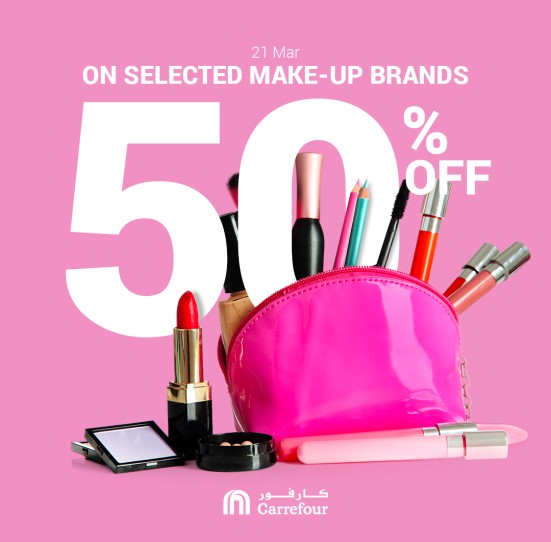 21 Mar
ON SELECTED MAKE-UP BRANDS
50%
OFF
كارفور
Carrefour